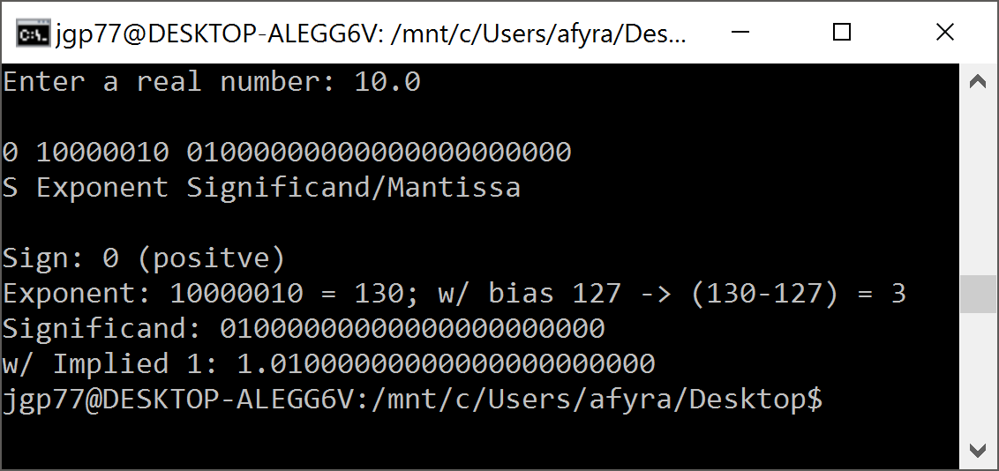 jgp77@DESKTOP-ALEGG6V: /mnt/c/Users/afyra/Des...
Enter a real number: 10.0
0 10000010 01000000000000000000000
S Exponent Significand/Mantissa
Sign: 0 (positve)
Exponent: 10000010 = 130; w/ bias 127 -> (130-127) = 3
Significand: 01000000000000000000000
w/ Implied 1: 1.01000000000000000000000
jgp77@DESKTOP-ALEGG6V:/mnt/c/Users/afyra/Desktop$